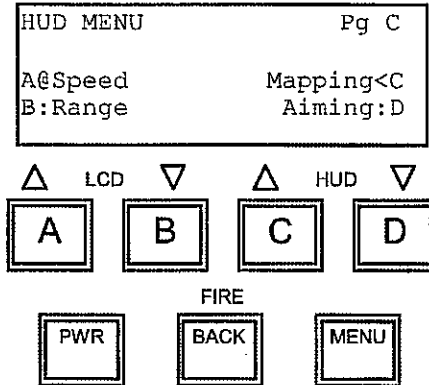 HUD MENU Pg C
A@Speed Mapping<C
B:Range Aiming:D
LCD HUD
A B C D
FIRE
PWR BACK MENU